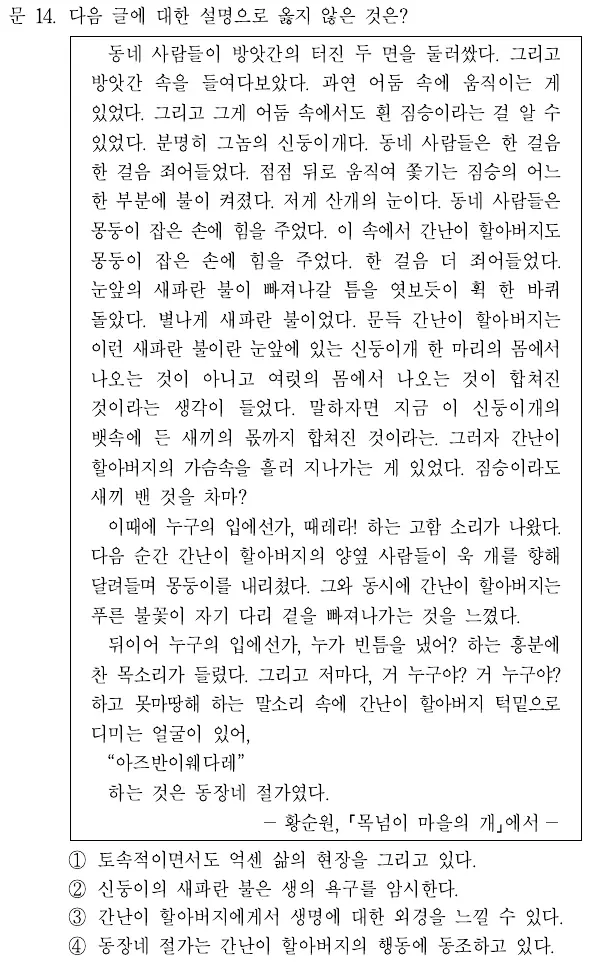 문 14. 다음 글에 대한 설명으로 옳지 않은 것은?
동네 사람들이 방앗간의 터진 두 면을 둘러쌌다. 그리고
방앗간 속을 들여다보았다. 과연 어둠 속에 움직이는 게
있었다. 그리고 그게 어둠 속에서도 흰 짐승이라는 걸 알 수
있었다. 분명히 그놈의 신둥이개다. 동네 사람들은 한 걸음
한 걸음 죄어들었다. 점점 뒤로 움직여 쫓기는 짐승의 어느
한 부분에 불이 켜졌다. 저게 산개의 눈이다. 동네 사람들은
몽둥이 잡은 손에 힘을 주었다. 이 속에서 간난이 할아버지도
몽둥이 잡은 손에 힘을 주었다. 한 걸음 더 죄어들었다.
눈앞의 새파란 불이 빠져나갈 틈을 엿보듯이 휙 한 바퀴
돌았다. 별나게 새파란 불이었다. 문득 간난이 할아버지는
이런 새파란 불이란 눈앞에 있는 신둥이개 한 마리의 몸에서
나오는 것이 아니고 여럿의 몸에서 나오는 것이 합쳐진
것이라는 생각이 들었다. 말하자면 지금 이 신둥이개의
뱃속에 든 새끼의 몫까지 합쳐진 것이라는. 그러자 간난이
할아버지의 가슴속을 흘러 지나가는 게 있었다. 짐승이라도
새끼 밴 것을 차마?
이때에 누구의 입에선가, 때레라! 하는 고함 소리가 나왔다.
다음 순간 간난이 할아버지의 양옆 사람들이 욱 개를 향해
달려들며 몽둥이를 내리쳤다. 그와 동시에 간난이 할아버지는
푸른 불꽃이 자기 다리 곁을 빠져나가는 것을 느꼈다.
뒤이어 누구의 입에선가, 누가 빈틈을 냈어? 하는 흥분에
찬 목소리가 들렸다. 그리고 저마다, 거 누구야? 거 누구야?
하고 못마땅해 하는 말소리 속에 간난이 할아버지 턱밑으로
디미는 얼굴이 있어,
“아즈반이웨다레”
하는 것은 동장네 절가였다.
- 황순원, 「목넘이 마을의 개」에서 -
① 토속적이면서도 억센 삶의 현장을 그리고 있다.
② 신둥이의 새파란 불은 생의 욕구를 암시한다.
③ 간난이 할아버지에게서 생명에 대한 외경을 느낄 수 있다.
④ 동장네 절가는 간난이 할아버지의 행동에 동조하고 있다.